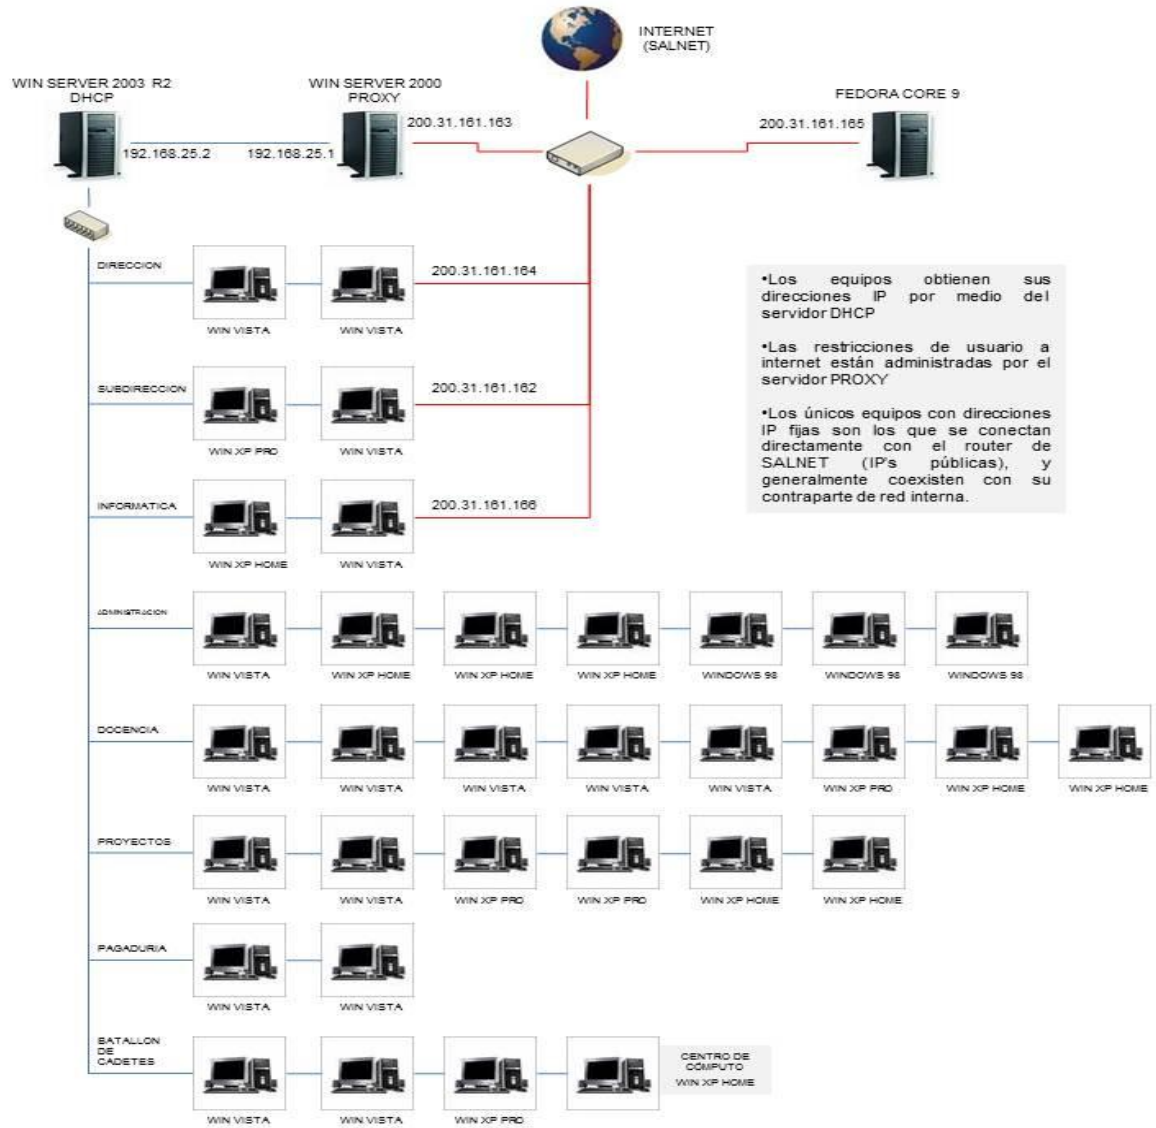 INTERNET
(SALNET)
WIN SERVER 2003 R2
DHCP
WIN SERVER 2000
PROXY
FEDORA CORE 9
200.31.161.163
200.31.161.165
192.168.25.2
192.168.25.1
DIRECCION
200.31.161.164
WIN VISTA
WIN VISTA
•Los equipos obtienen sus
direcciones IP por medio del
servidor DHCP
•Las restricciones de usuario a
internet están administradas por el
servidor PROXY
•Los únicos equipos con direcciones
IP fijas son los que se conectan
directamente con el router de
SALNET (IP's públicas), y
generalmente coexisten con su
contraparte de red interna.
SUBDIRECCION
200.31.161.162
WIN XP PRO
WIN VISTA
INFORMATICA
200.31.161.166
WIN XP HOME
WIN VISTA
ADMINISTRACION
WIN VISTA
WIN XP HOME
WIN XP HOME
WIN XP HOME
WINDOWS 98
WINDOWS 98
WINDOWS 98
DOCENCIA
WIN VISTA
WIN VISTA
WIN VISTA
WIN VISTA
WIN VISTA
WIN XP PRO
WIN XP HOME
WIN XP HOME
PROYECTOS
WIN VISTA
WIN VISTA
WIN XP PRO
WIN XP PRO
WIN XP HOME
WIN XP HOME
PAGADURIA
WIN VISTA
WIN VISTA
BATALLON
DE
CADETES
CENTRO DE
CÓMPUTO
WIN XP HOME
WIN VISTA
WIN VISTA
WIN XP PRO